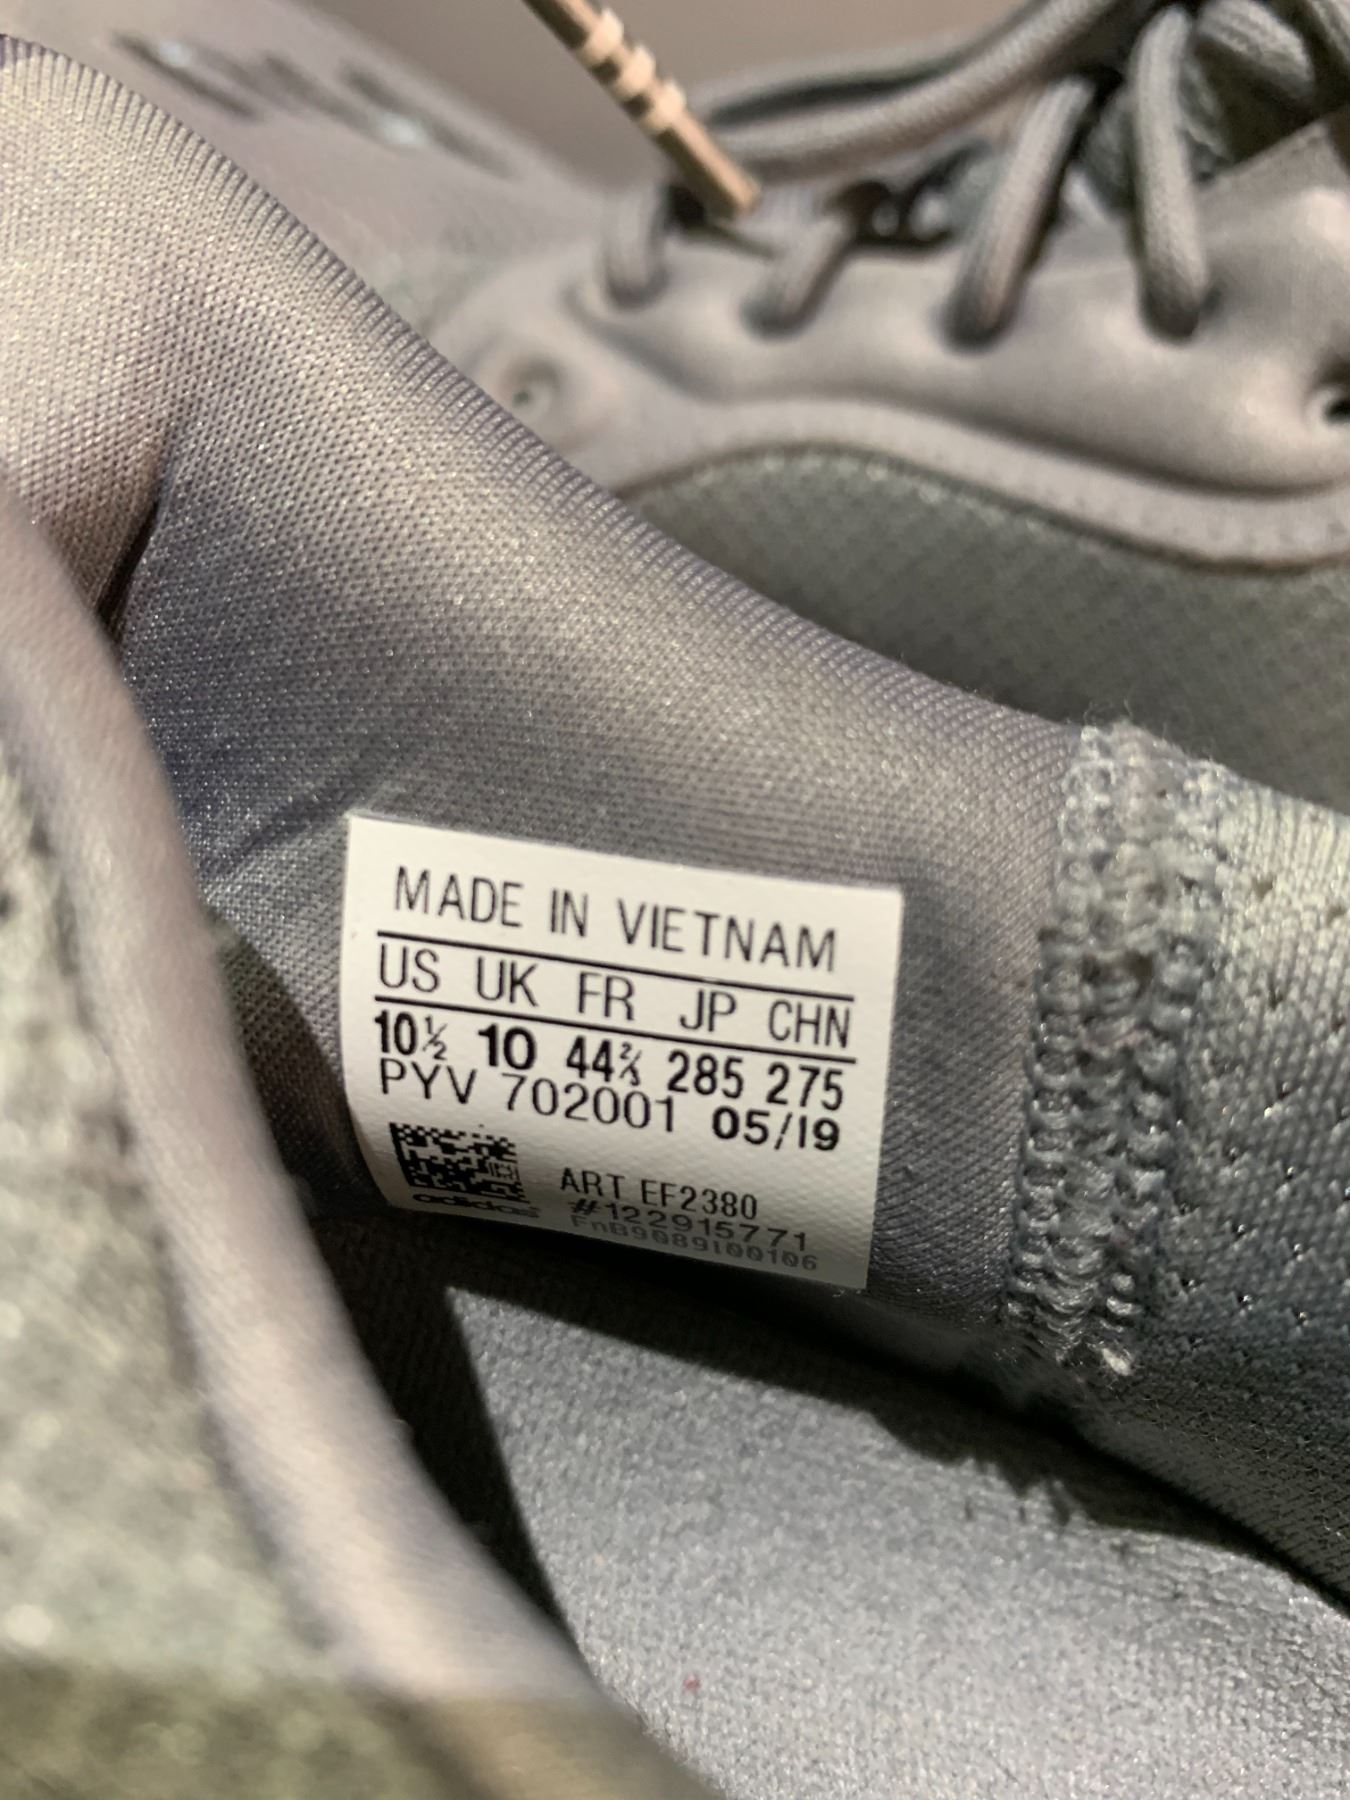 MADE IN VIETNAM
US UK FR JP CHN
10½ 10 44⅔ 285 275
PYV 702001 05/19
adidas
ART EF2380
#122915771
FnB9089100106